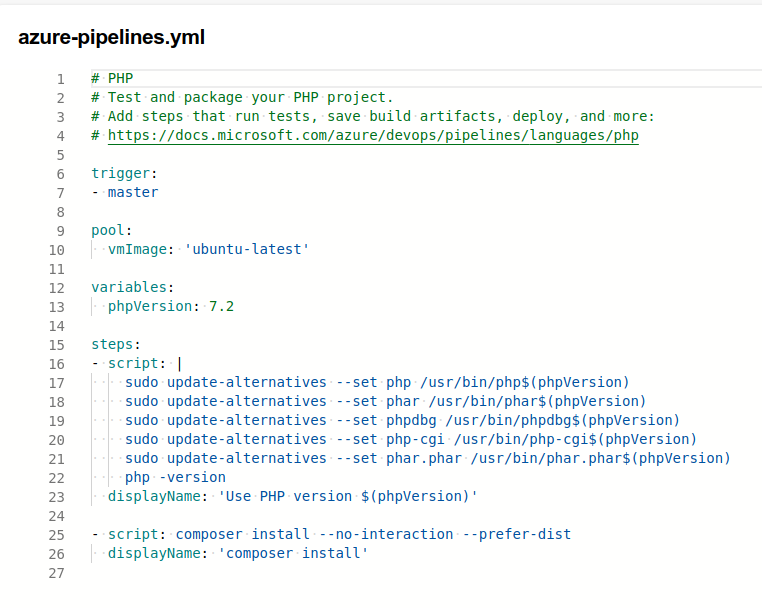 azure-pipelines.yml
1 # PHP
2 # Test and package your PHP project.
3 # Add steps that run tests, save build artifacts, deploy, and more:
4 # https://docs.microsoft.com/azure/devops/pipelines/languages/php
5
6 trigger:
7 - master
8
9 pool:
10   vmImage: 'ubuntu-latest'
11
12 variables:
13   phpVersion: 7.2
14
15 steps:
16 - script: |
17     sudo update-alternatives --set php /usr/bin/php$(phpVersion)
18     sudo update-alternatives --set phar /usr/bin/phar$(phpVersion)
19     sudo update-alternatives --set phpdbg /usr/bin/phpdbg$(phpVersion)
20     sudo update-alternatives --set php-cgi /usr/bin/php-cgi$(phpVersion)
21     sudo update-alternatives --set phar.phar /usr/bin/phar.phar$(phpVersion)
22     php -version
23   displayName: 'Use PHP version $(phpVersion)'
24
25 - script: composer install --no-interaction --prefer-dist
26   displayName: 'composer install'
27